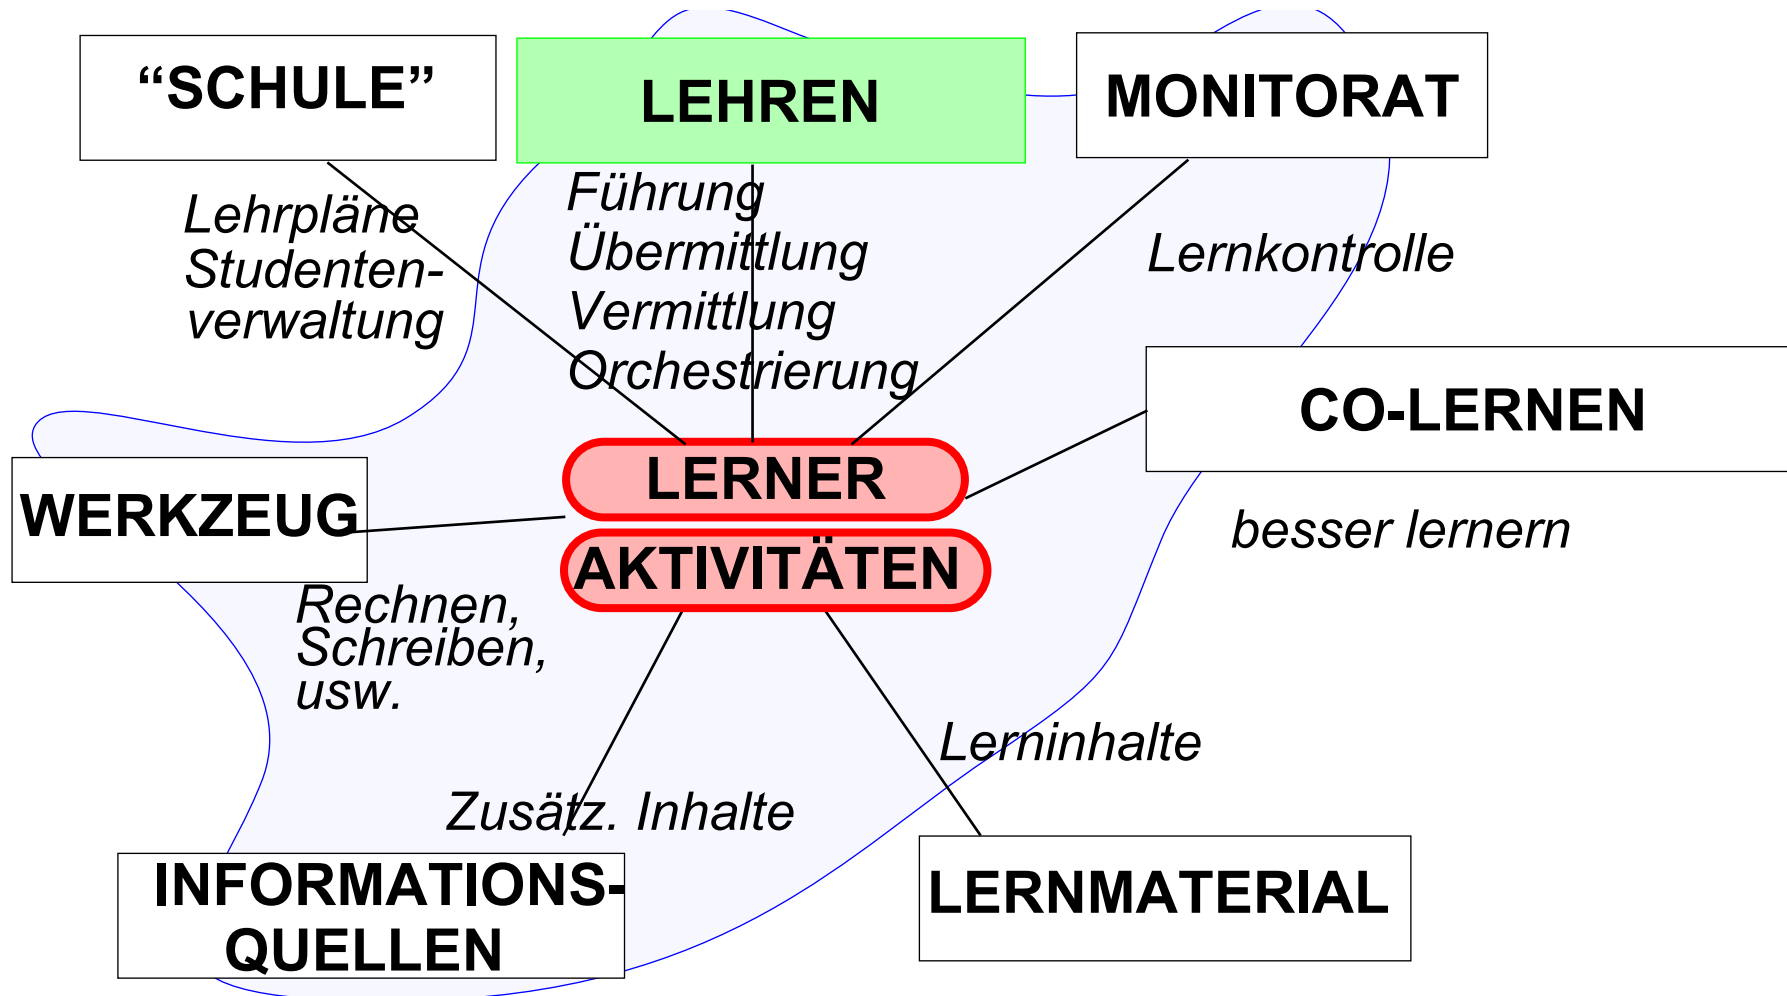 “SCHULE”
LEHREN
MONITORAT
Lehrpläne
Studenten-
verwaltung
Führung
Übermittlung
Vermittlung
Orchestrierung
Lernkontrolle
CO-LERNEN
besser lernern
LERNER
AKTIVITÄTEN
WERKZEUG
Rechnen,
Schreiben,
usw.
Zusätz. Inhalte
Lerninhalte
INFORMATIONS-
QUELLEN
LERNMATERIAL